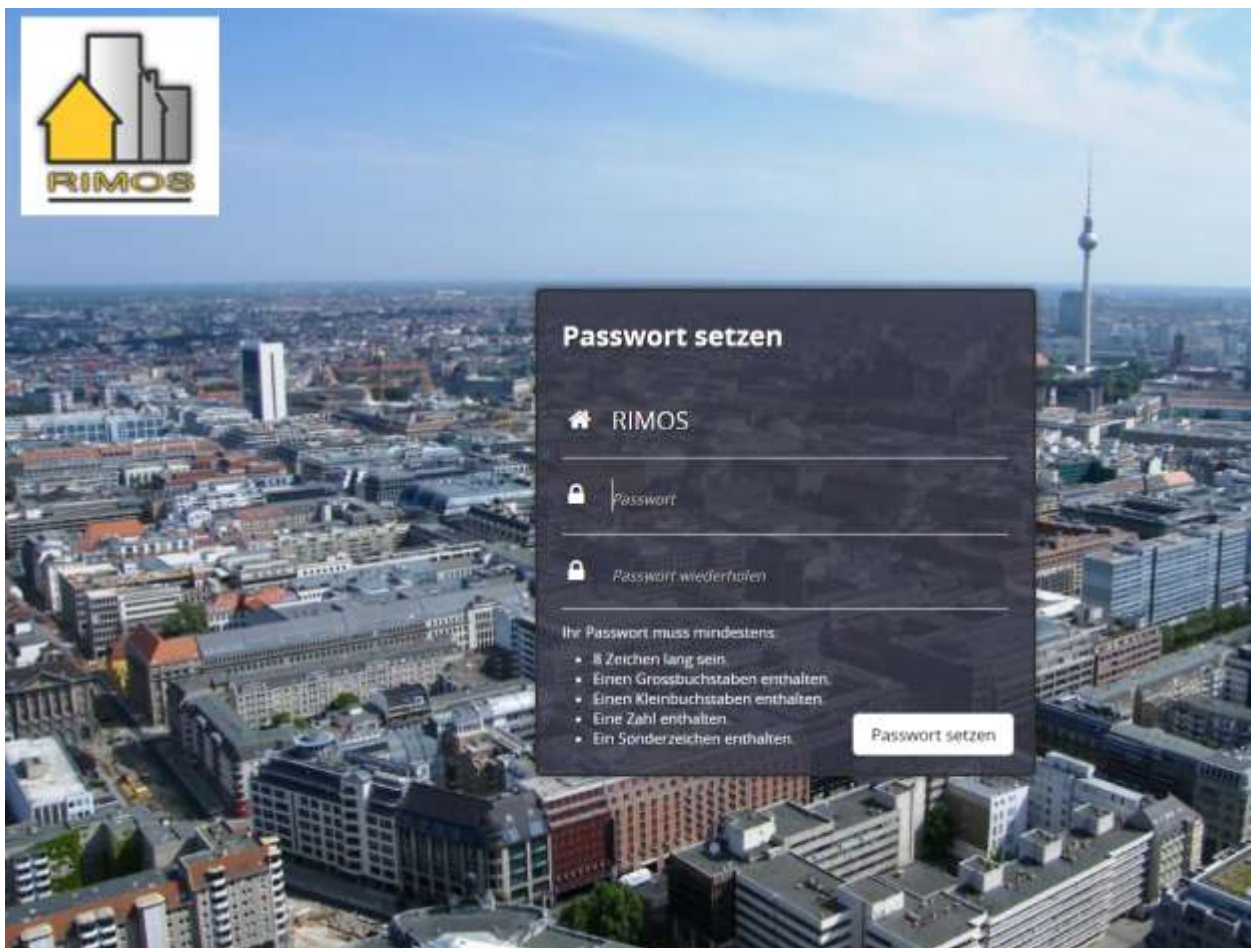 RIMOS
Passwort setzen
RIMOS
Passwort
Passwort wiederholen
Ihr Passwort muss mindestens:
8 Zeichen lang sein.
Einen Grossbuchstaben enthalten.
Einen Kleinbuchstaben enthalten.
Eine Zahl enthalten.
Ein Sonderzeichen enthalten.
Passwort setzen